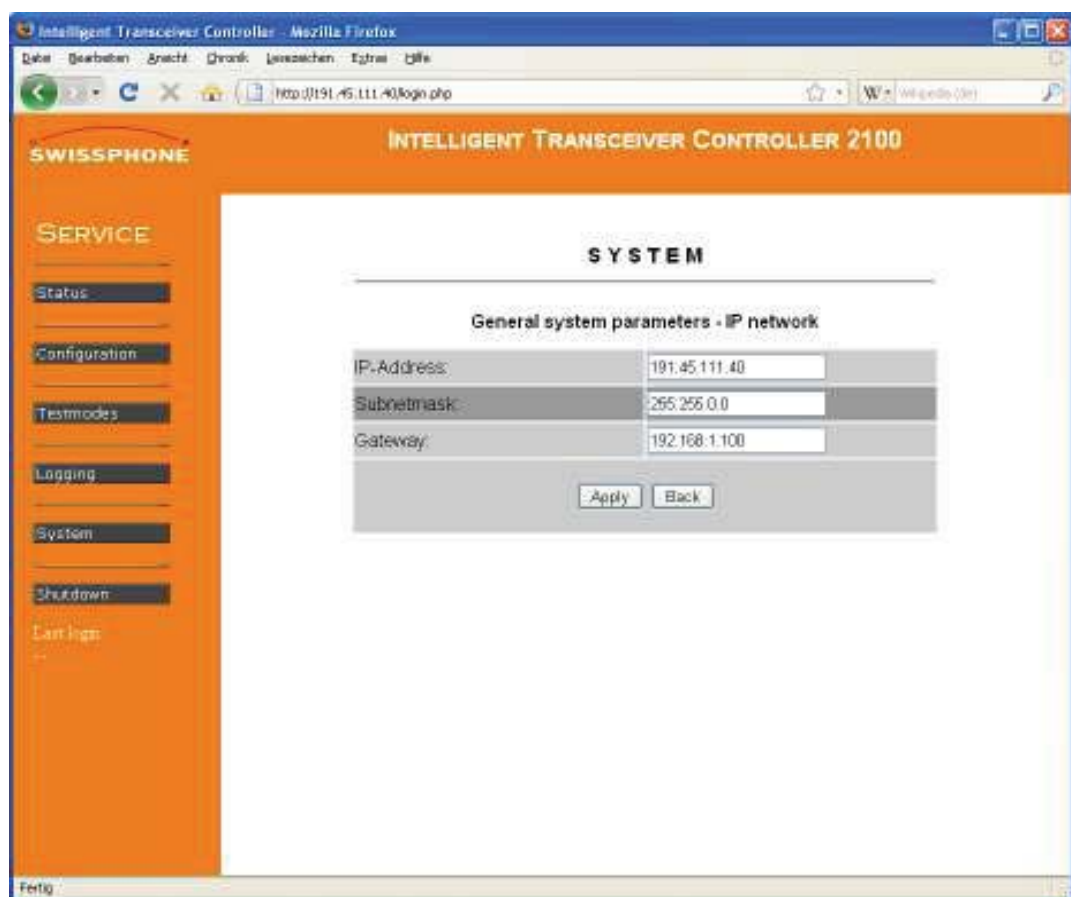 Intelligent Transceiver Controller - Mozilla Firefox
Datei Bearbeiten Ansicht Chronik Lesezeichen Extras Hilfe
http://191.45.111.40/login.php W Wikipedia (de)
SWISSPHONE
INTELLIGENT TRANSCEIVER CONTROLLER 2100
SERVICE
Status
Configuration
Testmodes
Logging
System
Shutdown
Last login
--
SYSTEM
General system parameters - IP network
IP-Address: 191.45.111.40
Subnetmask: 255.255.0.0
Gateway: 192.168.1.100
Apply Back
Fertig